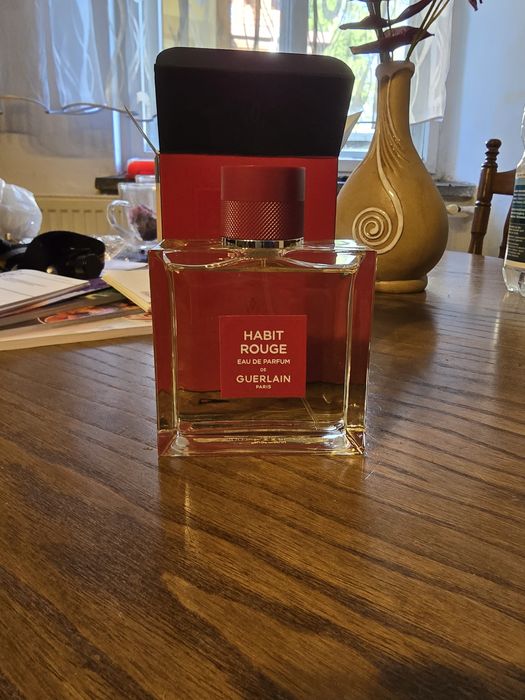 HABIT
ROUGE
EAU DE PARFUM
DE
GUERLAIN
PARIS